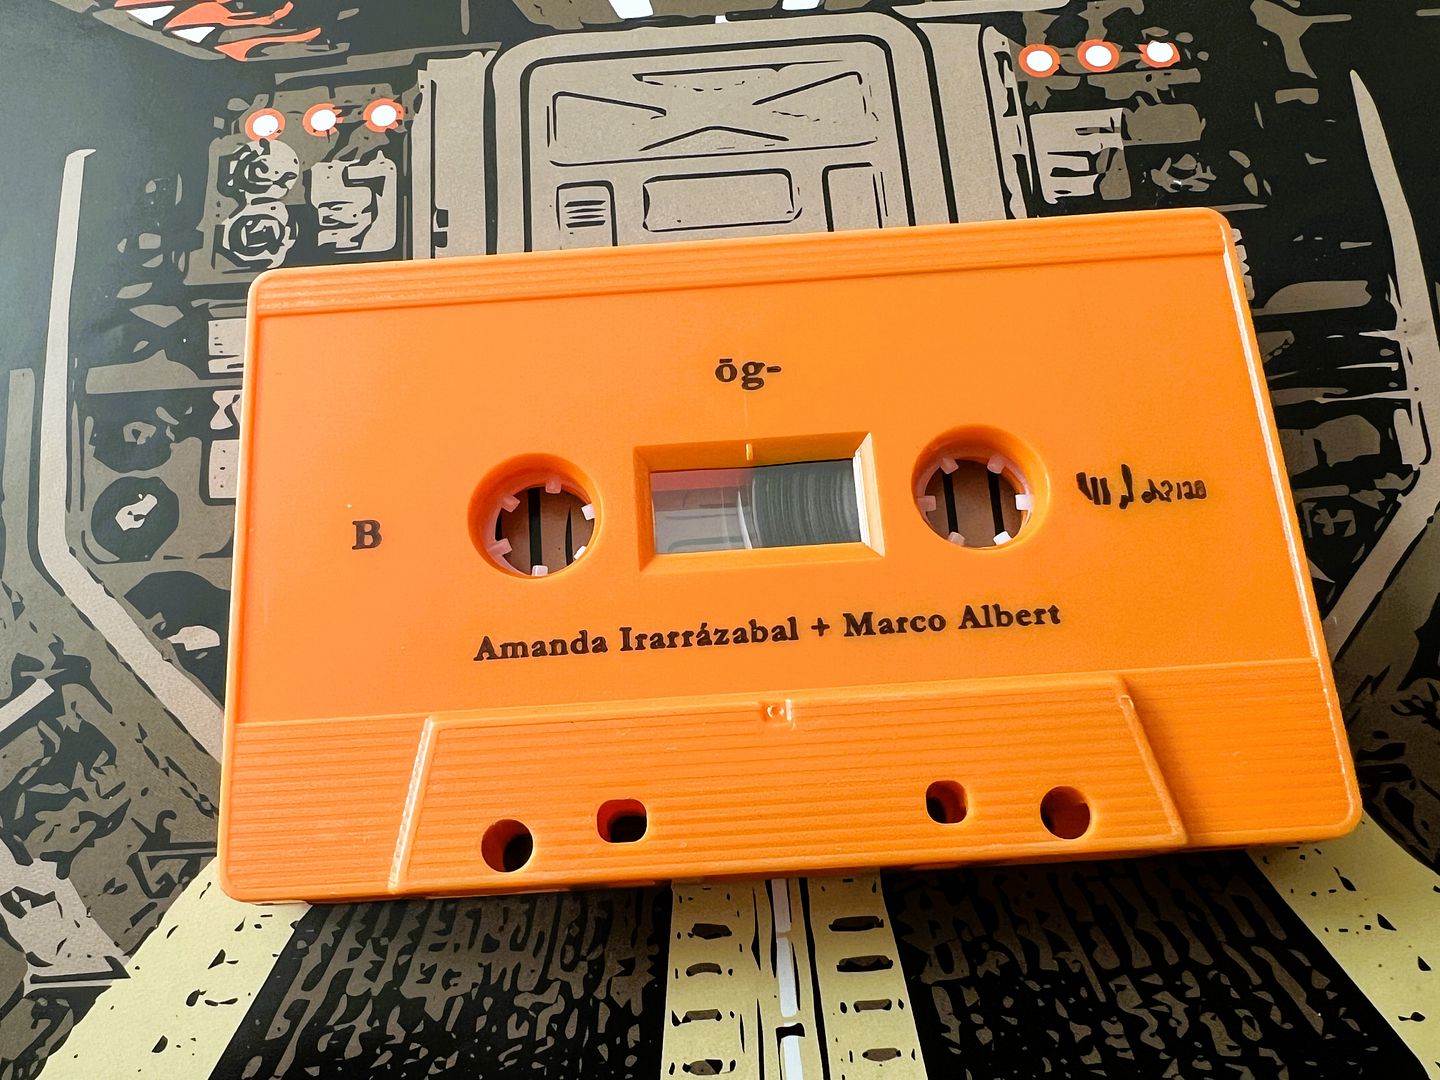 ōg-
B
Amanda Irarrázabal + Marco Albert